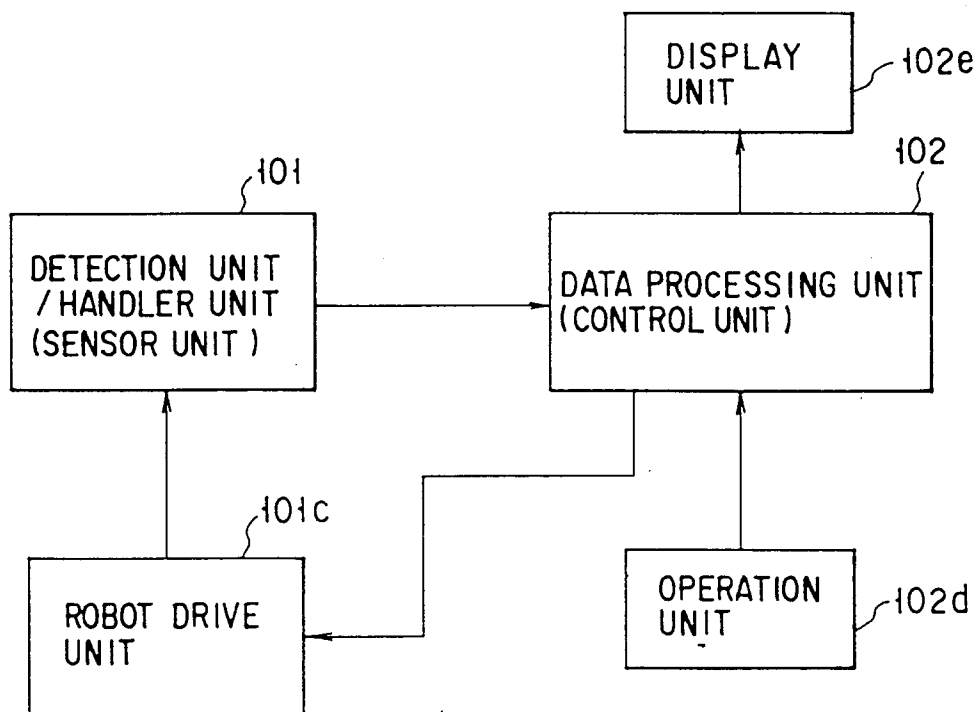 DISPLAY
UNIT
102e
101
102
DETECTION UNIT
/HANDLER UNIT
(SENSOR UNIT)
DATA PROCESSING UNIT
(CONTROL UNIT)
101c
ROBOT DRIVE
UNIT
OPERATION
UNIT
102d